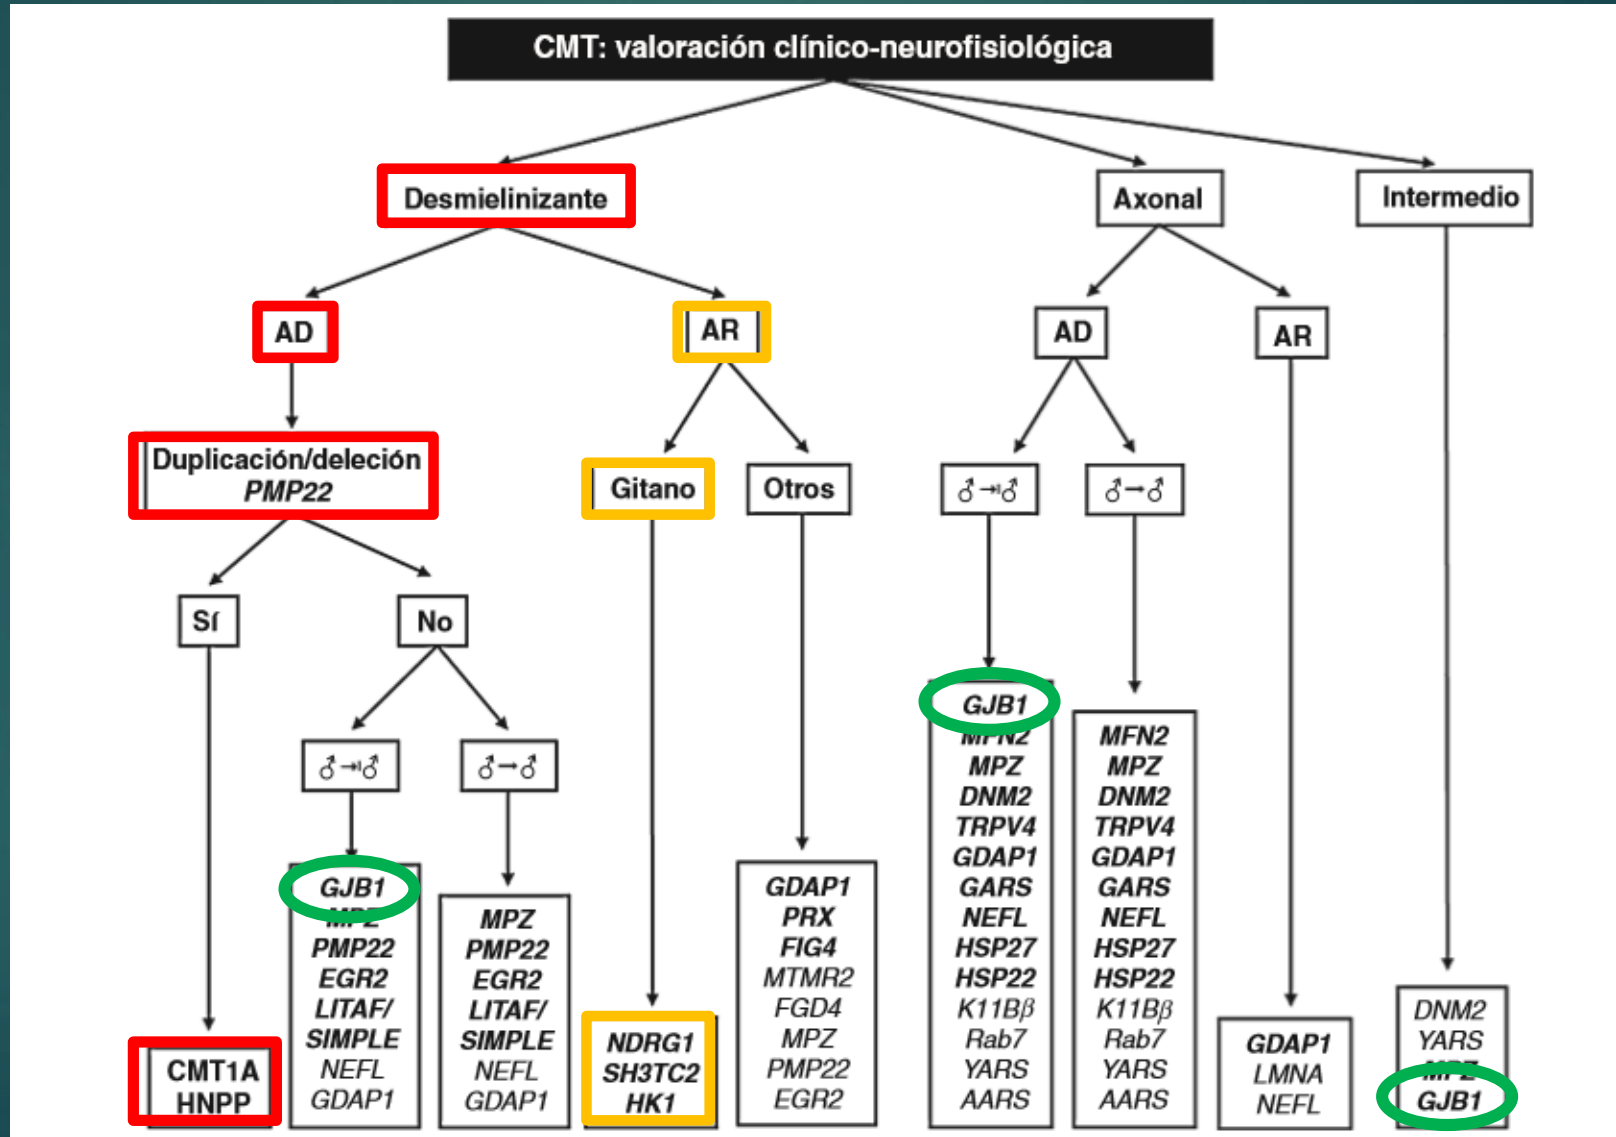 CMT: valoración clínico-neurofisiológica
Desmielinizante
Axonal
Intermedio
AD
AR
AD
AR
Duplicación/deleción
PMP22
Gitano
Otros
♂⇥♂
♂→♂
Sí
No
♂⇥♂
♂→♂
CMT1A
HNPP
GJB1
MPZ
PMP22
EGR2
LITAF/
SIMPLE
NEFL
GDAP1
MPZ
PMP22
EGR2
LITAF/
SIMPLE
NEFL
GDAP1
NDRG1
SH3TC2
HK1
GDAP1
PRX
FIG4
MTMR2
FGD4
MPZ
PMP22
EGR2
GJB1
MFN2
MPZ
DNM2
TRPV4
GDAP1
GARS
NEFL
HSP27
HSP22
K11Bβ
Rab7
YARS
AARS
MFN2
MPZ
DNM2
TRPV4
GDAP1
GARS
NEFL
HSP27
HSP22
K11Bβ
Rab7
YARS
AARS
GDAP1
LMNA
NEFL
DNM2
YARS
MPZ
GJB1